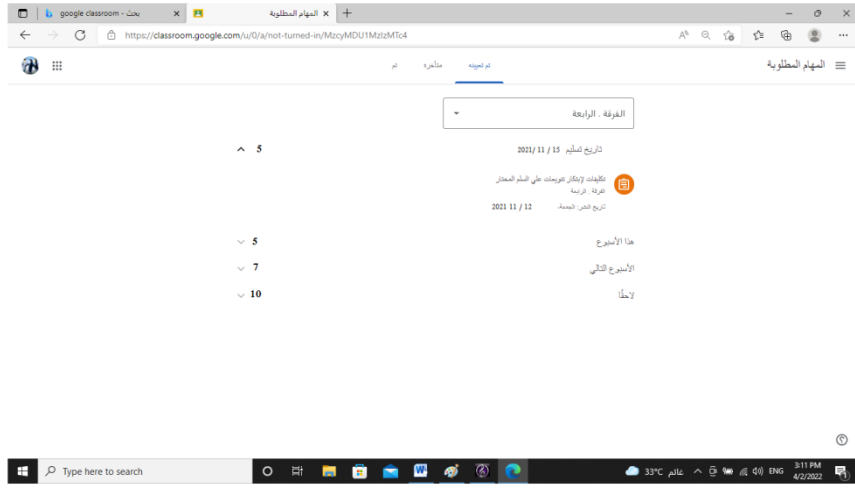 google classroom - بحث
المهام المطلوبة
https://classroom.google.com/u/0/a/not-turned-in/MzcyMDU1MzIzMTc4
المهام المطلوبة
تم تعيينه
متأخرة
تم
الفرقة . الرابعة
تاريخ تسليم 15 / 11 /2021
5
تكليفات لإبتكار تنويعات علي السلم المختار
الفرقة . الرابعة
تاريخ النشر: الجمعة، 12 / 11 2021
هذا الأسبوع
5
الأسبوع التالي
7
لاحقًا
10
Type here to search
33°C غائم
ENG
3:11 PM
4/2/2022